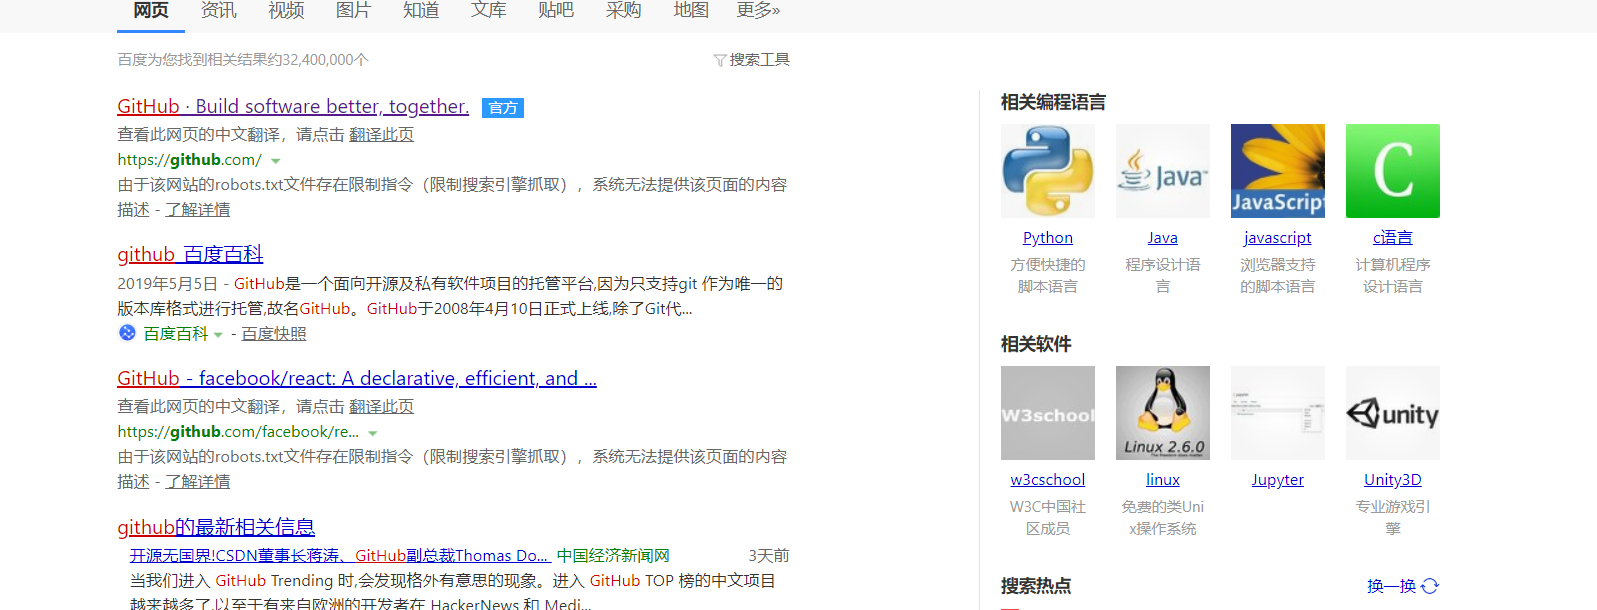 网页 资讯 视频 图片 知道 文库 贴吧 采购 地图 更多»
百度为您找到相关结果约32,400,000个 搜索工具
GitHub · Build software better, together. 官方
查看此网页的中文翻译，请点击 翻译此页
https://github.com/
由于该网站的robots.txt文件存在限制指令（限制搜索引擎抓取），系统无法提供该页面的内容
描述 - 了解详情
github_百度百科
2019年5月5日 - GitHub是一个面向开源及私有软件项目的托管平台,因为只支持git 作为唯一的
版本库格式进行托管,故名GitHub。GitHub于2008年4月10日正式上线,除了Git代...
百度百科 - 百度快照
GitHub - facebook/react: A declarative, efficient, and ...
查看此网页的中文翻译，请点击 翻译此页
https://github.com/facebook/re...
由于该网站的robots.txt文件存在限制指令（限制搜索引擎抓取），系统无法提供该页面的内容
描述 - 了解详情
github的最新相关信息
开源无国界!CSDN董事长蒋涛、GitHub副总裁Thomas Do... 中国经济新闻网 3天前
当我们进入 GitHub Trending 时,会发现格外有意思的现象。进入 GitHub TOP 榜的中文项目
越来越多了,以至于有来自欧洲的开发者在 HackerNews 和 Medi...
相关编程语言
Java JavaScript C
Python Java javascript c语言
方便快捷的 程序设计语 浏览器支持 计算机程序
脚本语言 言 的脚本语言 设计语言
相关软件
W3school Linux 2.6.0 unity
w3cschool linux Jupyter Unity3D
W3C中国社 免费的类Uni 专业游戏引
区成员 x操作系统 擎
搜索热点 换一换